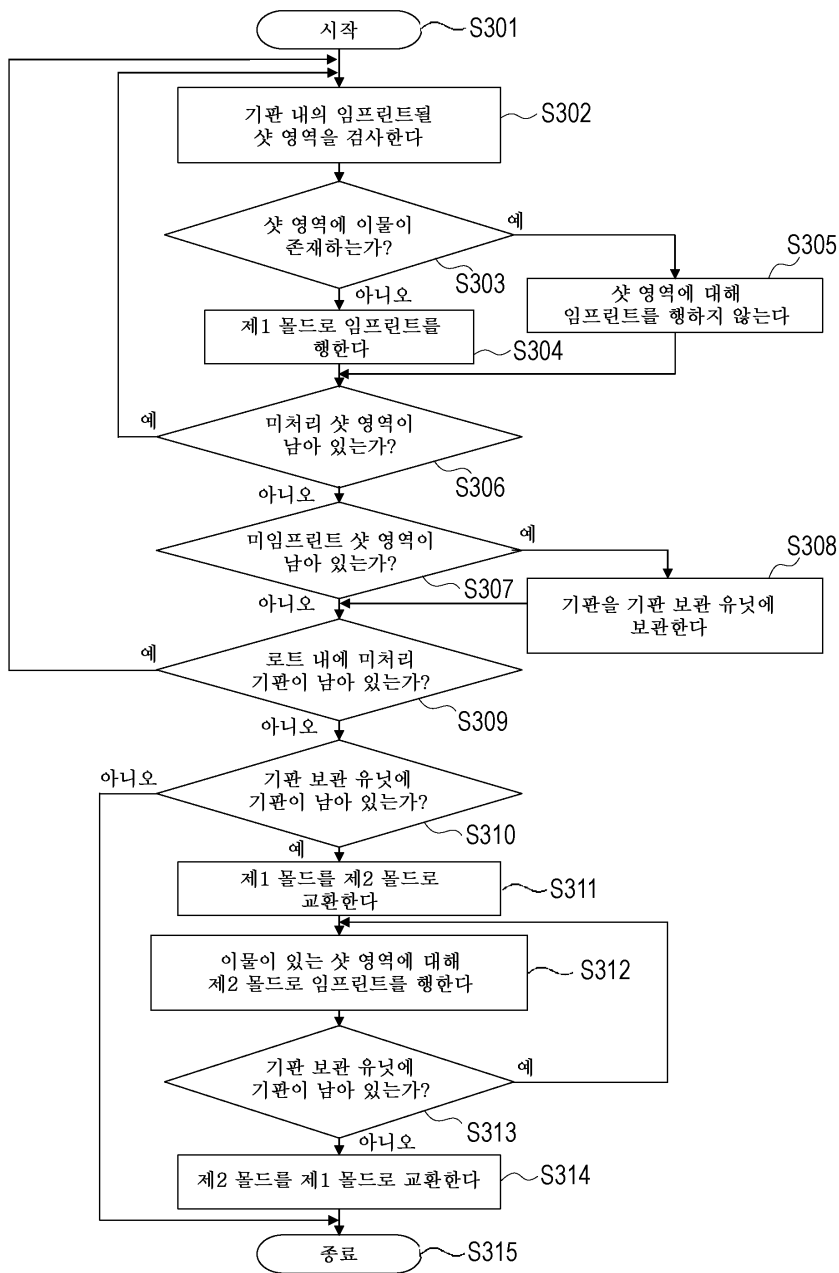 시작
S301
기판 내의 임프린트될
샷 영역을 검사한다
S302
샷 영역에 이물이
존재하는가?
예
S303
아니오
S305
샷 영역에 대해
임프린트를 행하지 않는다
제1 몰드로 임프린트를
행한다
S304
예
미처리 샷 영역이
남아 있는가?
S306
아니오
미임프린트 샷 영역이
남아 있는가?
예
S307
S308
기판을 기판 보관 유닛에
보관한다
아니오
예
로트 내에 미처리
기판이 남아 있는가?
S309
아니오
아니오
기판 보관 유닛에
기판이 남아 있는가?
S310
예
제1 몰드를 제2 몰드로
교환한다
S311
이물이 있는 샷 영역에 대해
제2 몰드로 임프린트를 행한다
S312
기판 보관 유닛에
기판이 남아 있는가?
예
S313
아니오
제2 몰드를 제1 몰드로 교환한다
S314
종료
S315